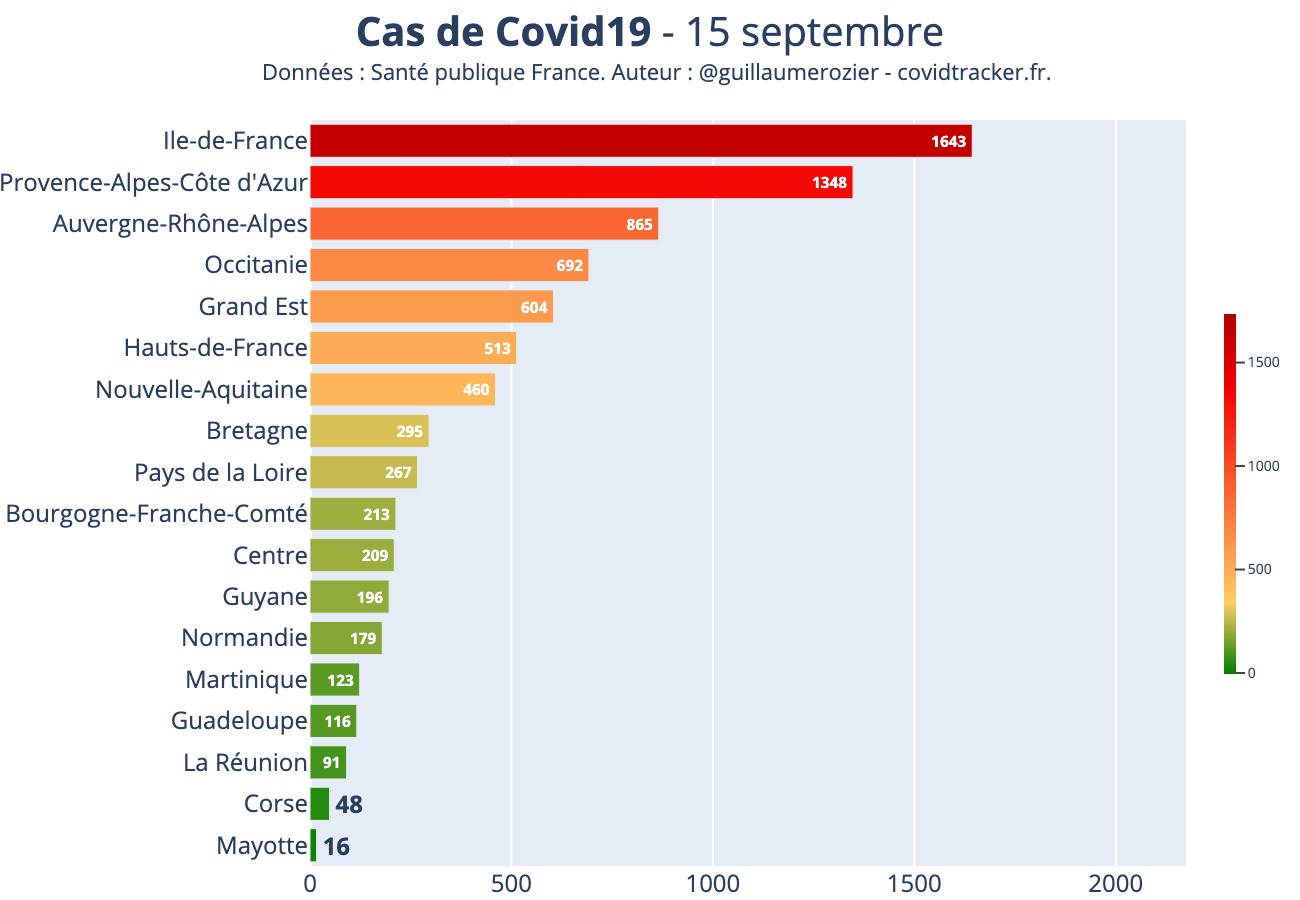 Cas de Covid19 - 15 septembre
Données : Santé publique France. Auteur : @guillaumerozier - covidtracker.fr.
Ile-de-France 1643
Provence-Alpes-Côte d'Azur 1348
Auvergne-Rhône-Alpes 865
Occitanie 692
Grand Est 604
Hauts-de-France 513
Nouvelle-Aquitaine 460
Bretagne 295
Pays de la Loire 267
Bourgogne-Franche-Comté 213
Centre 209
Guyane 196
Normandie 179
Martinique 123
Guadeloupe 116
La Réunion 91
Corse 48
Mayotte 16
0 500 1000 1500 2000
1500
1000
500
0